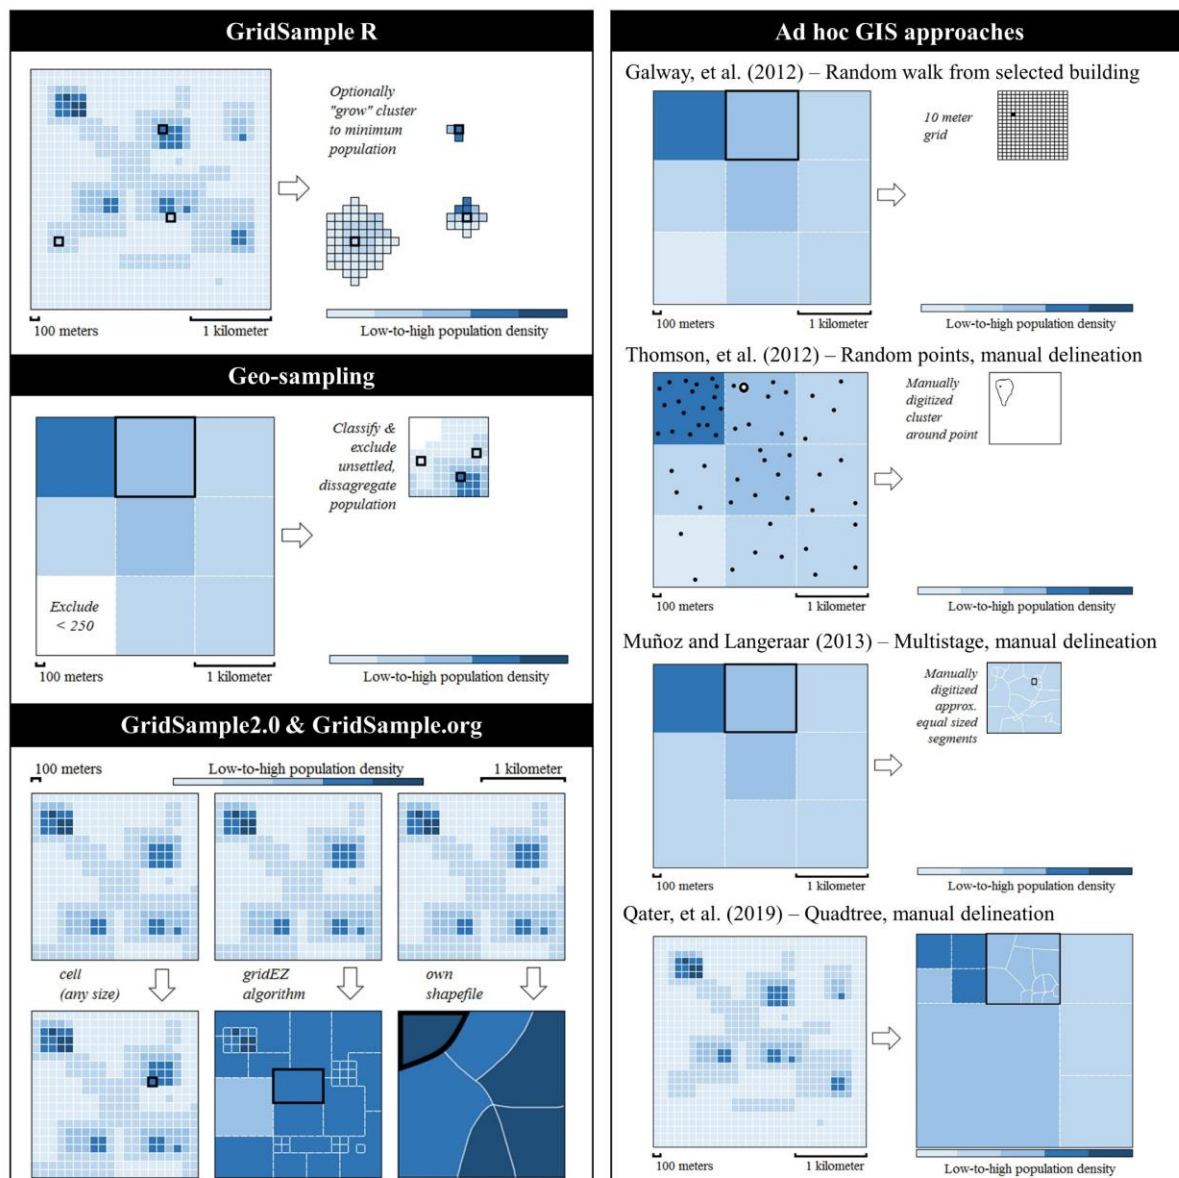 GridSample R
Optionally
"grow" cluster
to minimum
population
100 meters
1 kilometer
Low-to-high population density
Geo-sampling
Classify &
exclude
unsettled,
dissagregate
population
Exclude
< 250
100 meters
1 kilometer
Low-to-high population density
GridSample2.0 & GridSample.org
100 meters
Low-to-high population density
1 kilometer
cell
(any size)
gridEZ
algorithm
own
shapefile
Ad hoc GIS approaches
Galway, et al. (2012) – Random walk from selected building
10 meter
grid
100 meters
1 kilometer
Low-to-high population density
Thomson, et al. (2012) – Random points, manual delineation
Manually
digitized
cluster
around point
100 meters
1 kilometer
Low-to-high population density
Muñoz and Langeraar (2013) – Multistage, manual delineation
Manually
digitized
approx.
equal sized
segments
100 meters
1 kilometer
Low-to-high population density
Qater, et al. (2019) – Quadtree, manual delineation
100 meters
1 kilometer
Low-to-high population density